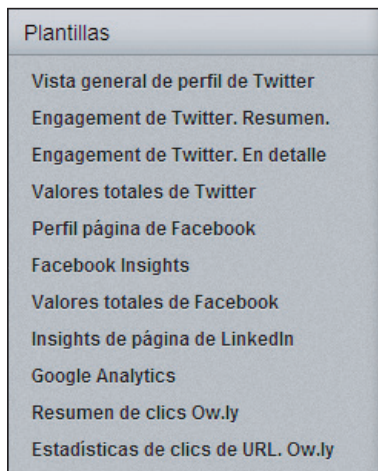 Plantillas
Vista general de perfil de Twitter
Engagement de Twitter. Resumen.
Engagement de Twitter. En detalle
Valores totales de Twitter
Perfil página de Facebook
Facebook Insights
Valores totales de Facebook
Insights de página de LinkedIn
Google Analytics
Resumen de clics Ow.ly
Estadísticas de clics de URL. Ow.ly